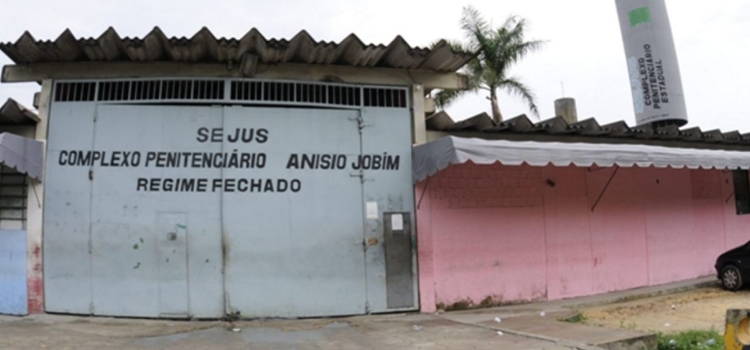 SEJUS
COMPLEXO PENITENCIÁRIO ANISIO JOBIM
REGIME FECHADO
COMPLEXO
PENITENCIÁRIO
ESTADUAL